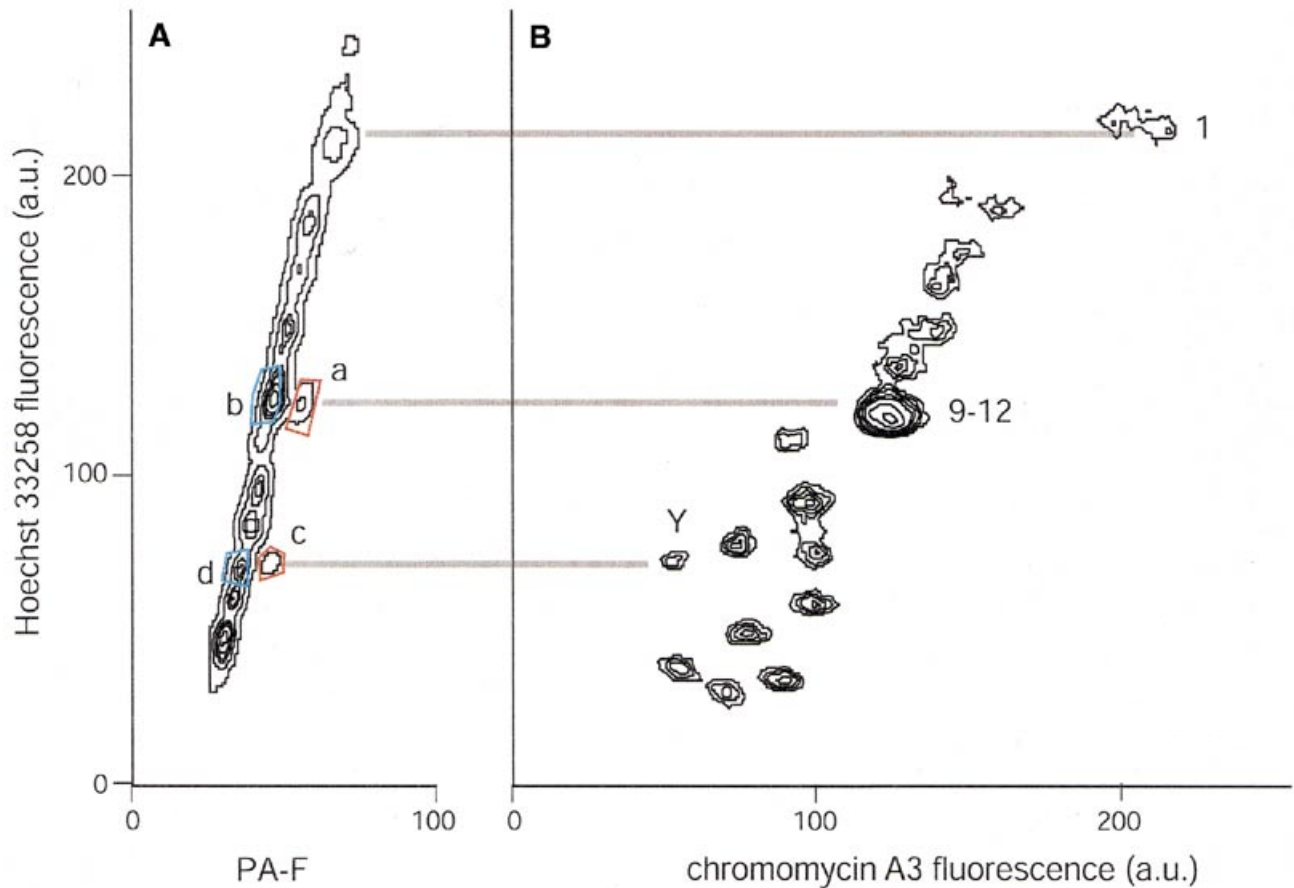 A
B
Hoechst 33258 fluorescence (a.u.)
200
100
0
a
b
c
d
0
100
PA-F
1
9-12
Y
0
100
200
chromomycin A3 fluorescence (a.u.)